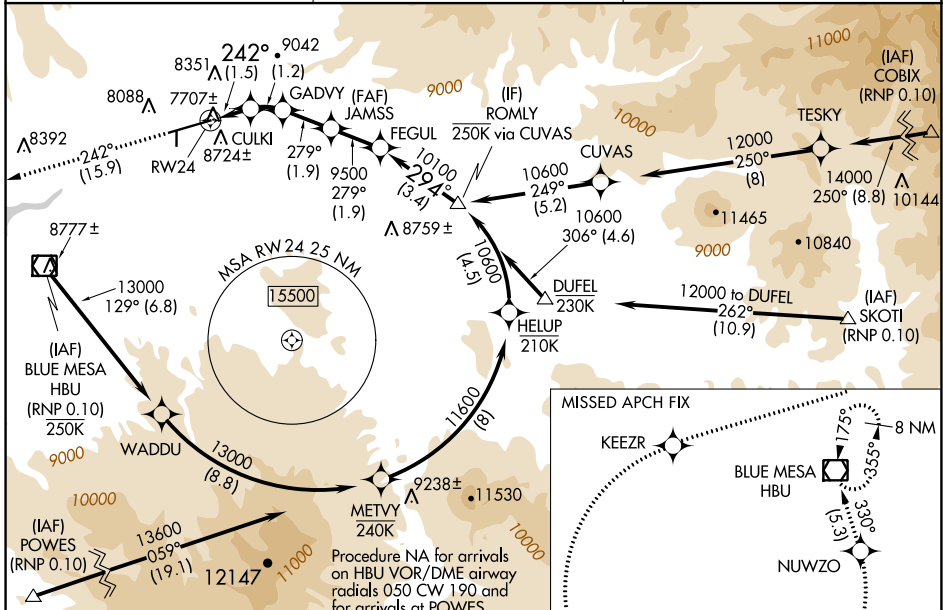 11000
(IAF)
COBIX
(RNP 0.10)
9042
8351
242°
(1.5)
(1.2)
8088
7707±
GADVY
(FAF)
JAMSS
9000
(IF)
ROMLY
250K via CUVAS
10000
TESKY
8392
CULKI
FEGUL
RW24
8724±
242°
(15.9)
279°
(1.9)
9500
279°
(1.9)
10100
294°
(3.4)
CUVAS
10600
249°
(5.2)
12000
250°
(8)
14000
250° (8.8)
10144
8777±
8759±
10600
306° (4.6)
11465
10840
9000
MSA RW 24 25 NM
15500
10600
(4.5)
DUFEL
230K
12000 to DUFEL
262°
(10.9)
(IAF)
SKOTI
(RNP 0.10)
13000
129° (6.8)
HELUP
210K
(IAF)
BLUE MESA
HBU
(RNP 0.10)
250K
11600
(8)
WADDU
9000
13000
(8.8)
METVY
240K
9238±
11530
10000
10000
(IAF)
POWES
(RNP 0.10)
13600
059°
(19.1)
12147
11000
Procedure NA for arrivals
on HBU VOR/DME airway
radials 050 CW 190 and
for arrivals at POWES
MISSED APCH FIX
KEEZR
175°
355°
8 NM
BLUE MESA
HBU
330°
(5.3)
NUWZO